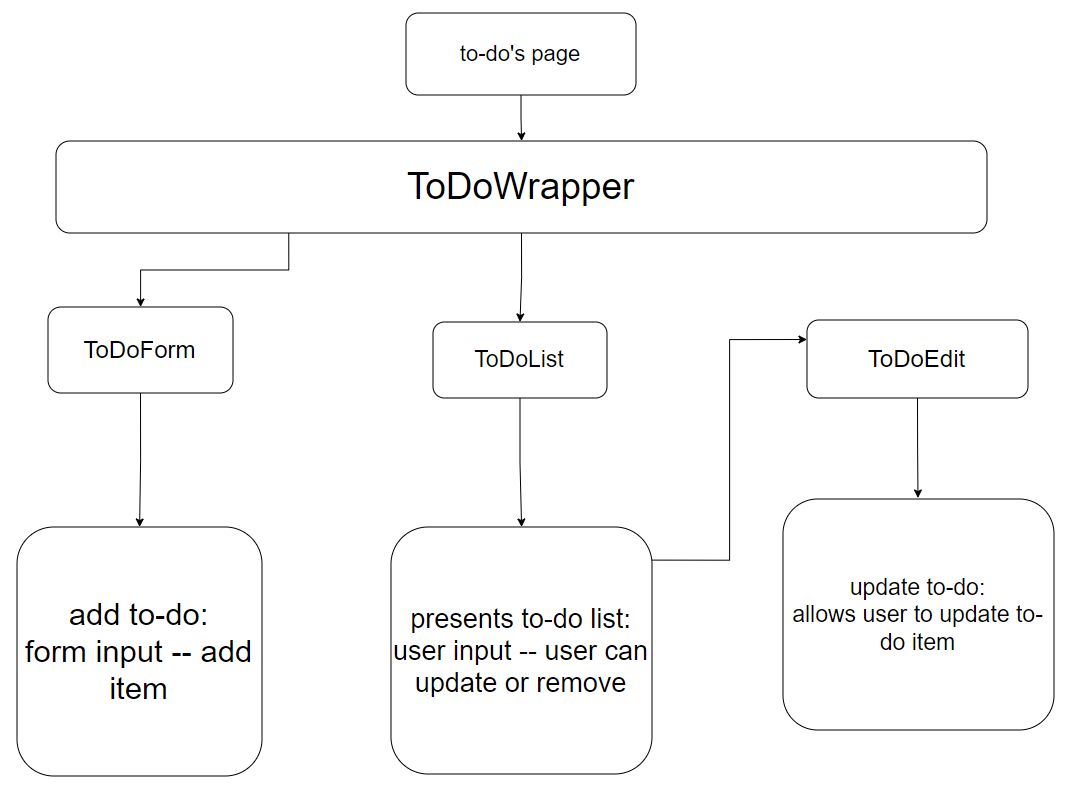 to-do's page
ToDoWrapper
ToDoForm
ToDoList
ToDoEdit
add to-do:
form input -- add
item
presents to-do list:
user input -- user can
update or remove
update to-do:
allows user to update to-
do item